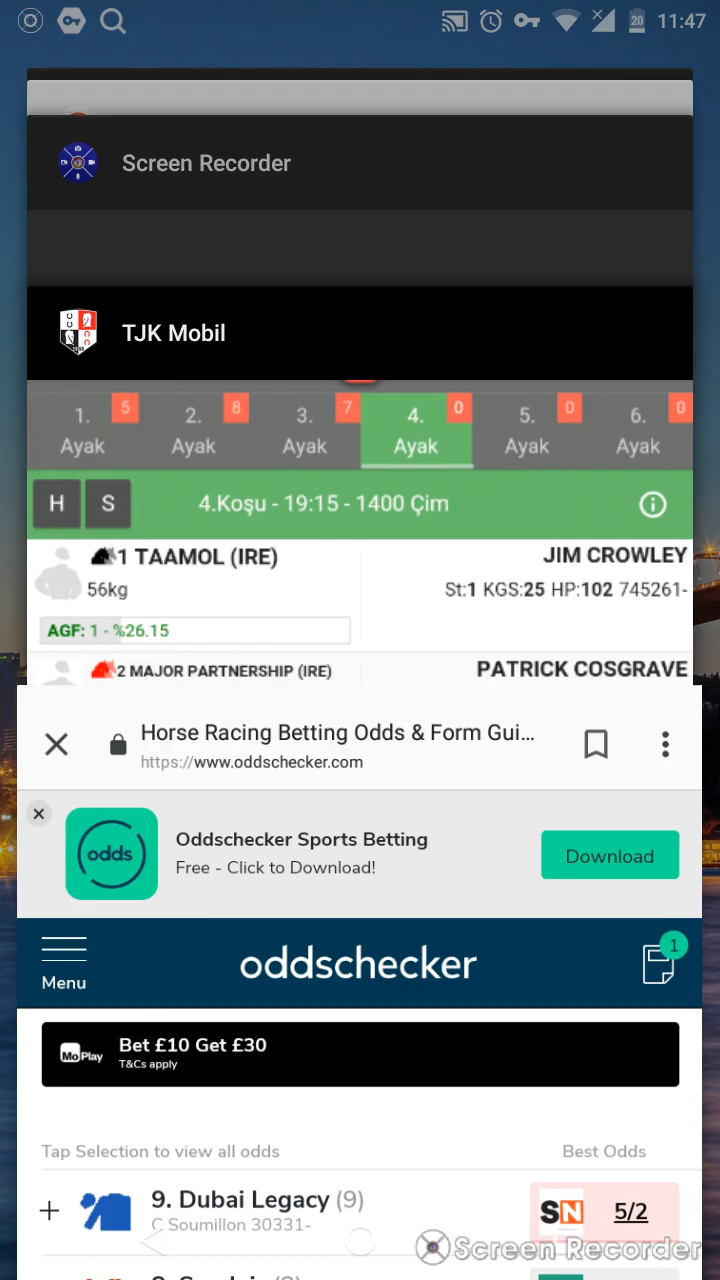 20 11:47
Screen Recorder
TJK Mobil
1. 5 2. 8 3. 7 4. 0 5. 0 6. 0
Ayak Ayak Ayak Ayak Ayak Ayak
H S 4.Koşu - 19:15 - 1400 Çim
1 TAAMOL (IRE) JIM CROWLEY
56kg St:1 KGS:25 HP:102 745261-
AGF: 1 - %26.15
2 MAJOR PARTNERSHIP (IRE) PATRICK COSGRAVE
Horse Racing Betting Odds & Form Gui...
https://www.oddschecker.com
odds
Oddschecker Sports Betting
Free - Click to Download!
Download
Menu
oddschecker
1
MoPlay
Bet £10 Get £30
T&Cs apply
Tap Selection to view all odds Best Odds
9. Dubai Legacy (9) SN 5/2
C Soumillon 30331-
Screen Recorder